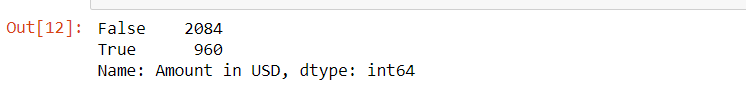 Out[12]: False    2084
True      960
Name: Amount in USD, dtype: int64